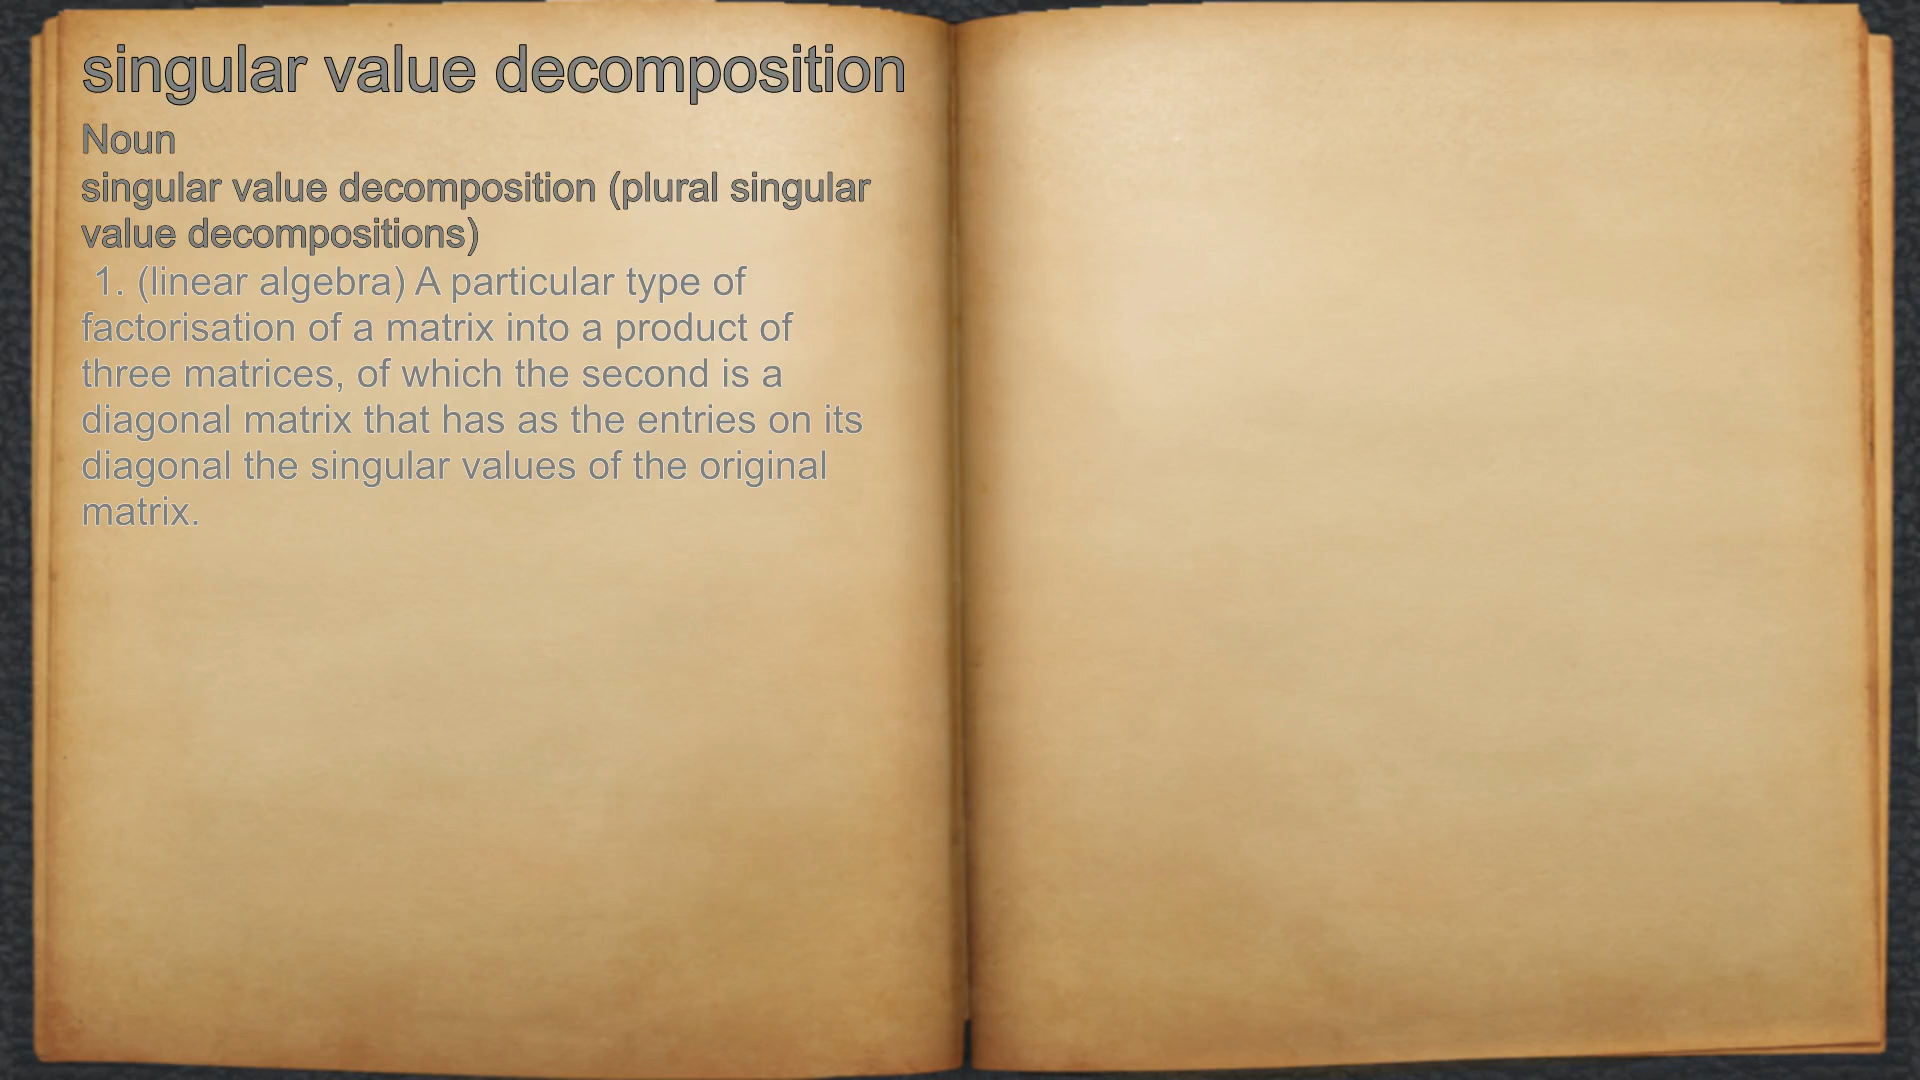 singular value decomposition
Noun
singular value decomposition (plural singular
value decompositions)
1. (linear algebra) A particular type of
factorisation of a matrix into a product of
three matrices, of which the second is a
diagonal matrix that has as the entries on its
diagonal the singular values of the original
matrix.